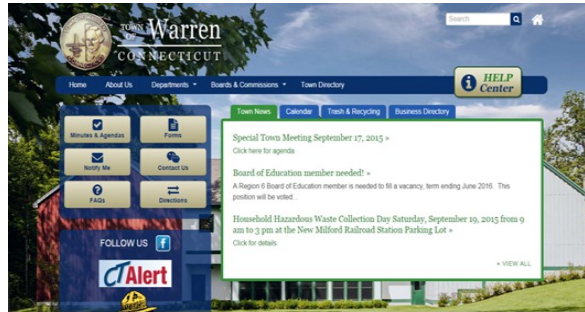 TOWN OF Warren
CONNECTICUT
Search
Home About Us Departments Boards & Commissions Town Directory
HELP
Center
Minutes & Agendas Forms
Notify Me Contact Us
FAQs Directions
FOLLOW US
CTAlert
Town News Calendar Trash & Recycling Business Directory
Special Town Meeting September 17, 2015 »
Click here for agenda
Board of Education member needed! »
A Region 6 Board of Education member is needed to fill a vacancy, term ending June 2016. This
position will be voted...
Household Hazardous Waste Collection Day Saturday, September 19, 2015 from 9
am to 3 pm at the New Milford Railroad Station Parking Lot »
Click for details
» VIEW ALL